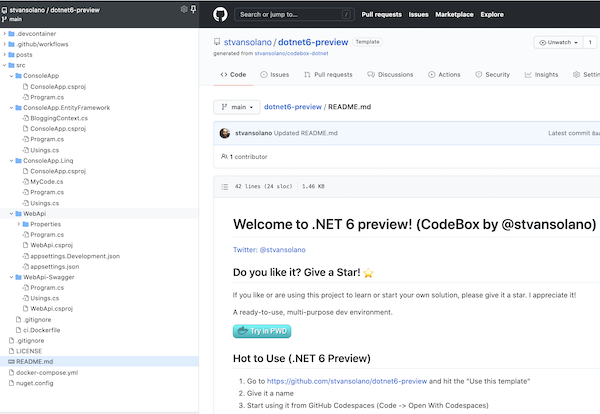 stvansolano / dotnet6-preview
main
.devcontainer
.github/workflows
posts
src
ConsoleApp
ConsoleApp.csproj
Program.cs
ConsoleApp.EntityFramework
BloggingContext.cs
ConsoleApp.csproj
Program.cs
Usings.cs
ConsoleApp.Linq
ConsoleApp.csproj
MyCode.cs
Program.cs
Usings.cs
WebApi
Properties
Program.cs
WebApi.csproj
appsettings.Development.json
appsettings.json
WebApi-Swagger
Program.cs
Usings.cs
WebApi.csproj
.gitignore
ci.Dockerfile
.gitignore
LICENSE
README.md
docker-compose.yml
nuget.config
Search or jump to... / Pull requests Issues Marketplace Explore
stvansolano / dotnet6-preview Template
Unwatch 1
generated from stvansolano/codebox-dotnet
Code Issues Pull requests Discussions Actions Security Insights Settin
main dotnet6-preview / README.md
stvansolano Updated README.md Latest commit
1 contributor
42 lines (24 sloc) 1.46 KB
Welcome to .NET 6 preview! (CodeBox by @stvansolano)
Twitter: @stvansolano
Do you like it? Give a Star! ⭐
If you like or are using this project to learn or start your own solution, please give it a star. I appreciate it!
A ready-to-use, multi-purpose dev environment.
Try in PWD
Hot to Use (.NET 6 Preview)
1. Go to https://github.com/stvansolano/dotnet6-preview and hit the "Use this template"
2. Give it a name
3. Start using it from GitHub Codespaces (Code -> Open With Codespaces)